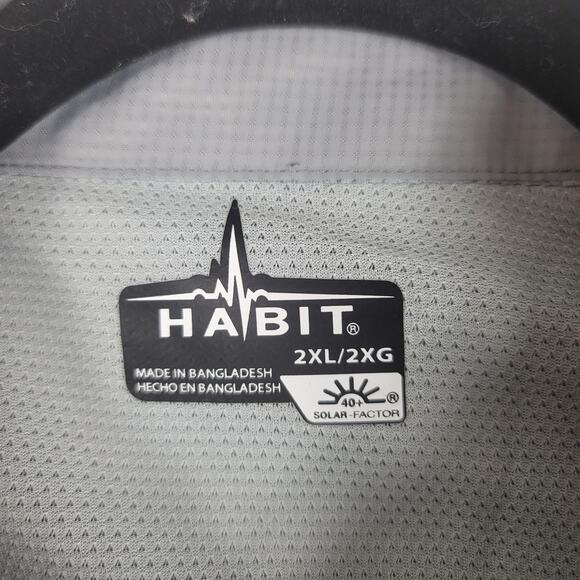 HABIT®
2XL/2XG
MADE IN BANGLADESH
HECHO EN BANGLADESH
40+ ®
SOLAR-FACTOR